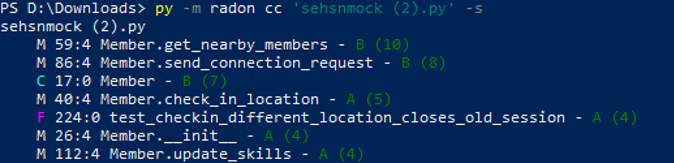 PS D:\Downloads> py -m radon cc 'sehsnmock (2).py' -s
sehsnmock (2).py
M 59:4 Member.get_nearby_members - B (10)
M 86:4 Member.send_connection_request - B (8)
C 17:0 Member - B (7)
M 40:4 Member.check_in_location - A (5)
F 224:0 test_checkin_different_location_closes_old_session - A (4)
M 26:4 Member.__init__ - A (4)
M 112:4 Member.update_skills - A (4)